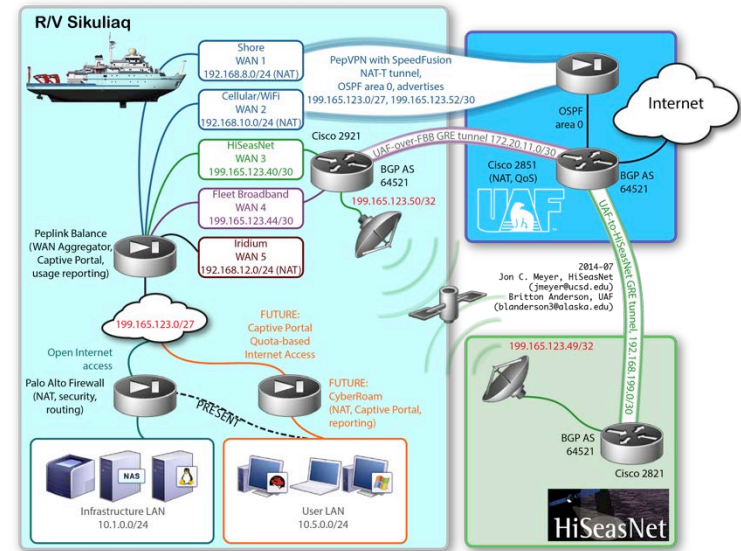 R/V Sikuliaq
Shore
WAN 1
192.168.8.0/24 (NAT)
Cellular/WiFi
WAN 2
192.168.10.0/24 (NAT)
HiSeasNet
WAN 3
199.165.123.40/30
Fleet Broadband
WAN 4
199.165.123.44/30
Iridium
WAN 5
192.168.12.0/24 (NAT)
PepVPN with SpeedFusion
NAT-T tunnel,
OSPF area 0, advertises
199.165.123.0/27, 199.165.123.52/30
Cisco 2921
BGP AS
64521
199.165.123.50/32
UAF-over-FBB GRE tunnel 172.20.11.0/30
OSPF
area 0
Internet
Cisco 2851
(NAT, QoS)
BGP AS
64521
UAF
UAF-to-HiSeasNet GRE tunnel, 192.168.199.0/30
Peplink Balance
(WAN Aggregator,
Captive Portal,
usage reporting)
2014-07
Jon C. Meyer, HiSeasNet
(jmeyer@ucsd.edu)
Britton Anderson, UAF
(blanderson3@alaska.edu)
199.165.123.0/27
Open Internet
access
FUTURE:
Captive Portal
Quota-based
Internet Access
Palo Alto Firewall
(NAT, security,
routing)
PRESENT
FUTURE:
CyberRoam
(NAT, Captive Portal,
reporting)
NAS
Infrastructure LAN
10.1.0.0/24
User LAN
10.5.0.0/24
199.165.123.49/32
BGP AS
64521
Cisco 2821
HiSeasNet